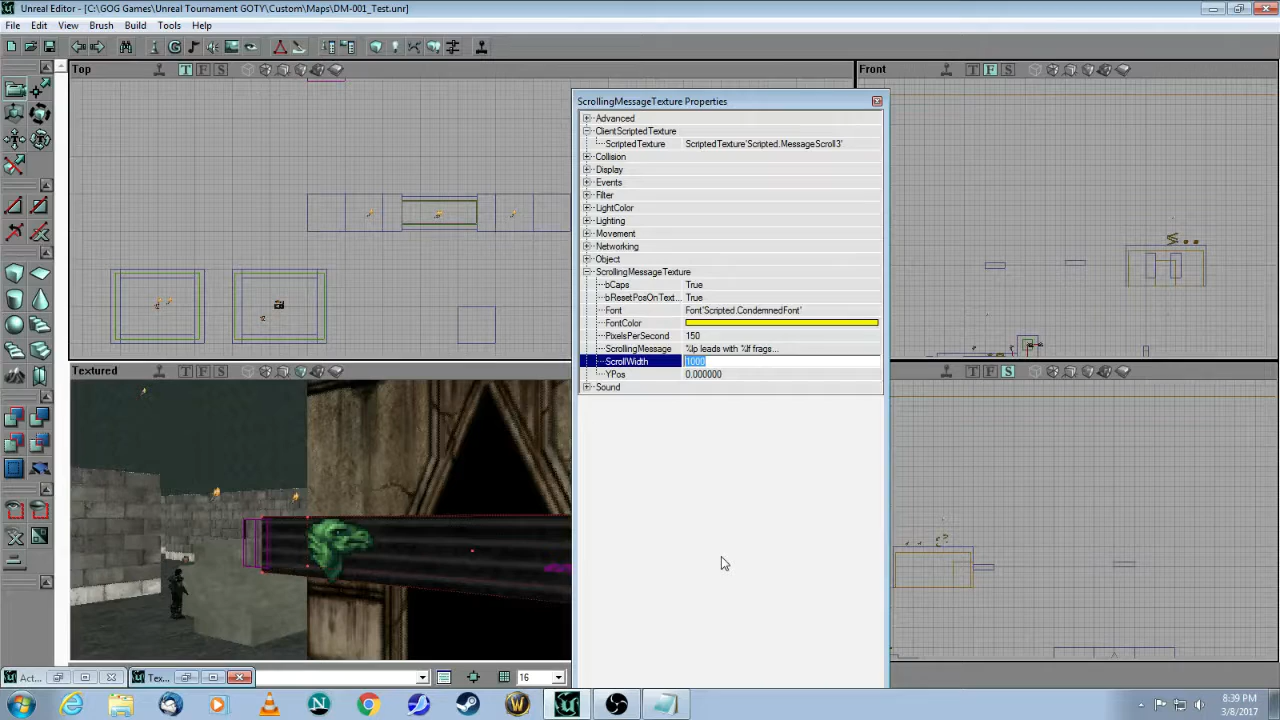 Unreal Editor - [C:\GOG Games\Unreal Tournament GOTY\Custom\Maps\DM-001_Test.unr]
File Edit View Brush Build Tools Help
Top T F S
Front T F S
ScrollingMessageTexture Properties
Advanced
ClientScriptedTexture
ScriptedTexture ScriptedTexture'Scripted.MessageScroll3'
Collision
Display
Events
Filter
LightColor
Lighting
Movement
Networking
Object
ScrollingMessageTexture
bCaps True
bResetPosOnText... True
Font Font'Scripted.CondemnedFont'
FontColor
PixelsPerSecond 150
ScrollingMessage %lp leads with %lf frags...
ScrollWidth 1000
YPos 0.000000
Sound
Textured T F S
T F S
Act...
Tex...
16
8:39 PM
3/8/2017